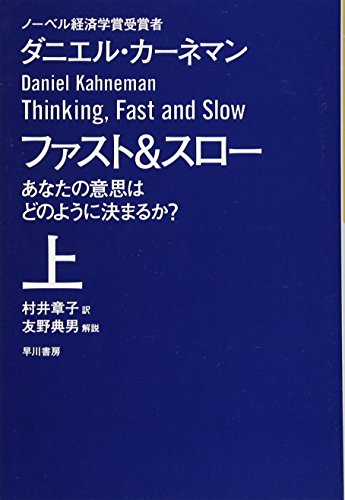 ノーベル経済学賞受賞者
ダニエル・カーネマン
Daniel Kahneman
Thinking, Fast and Slow
ファスト&スロー
あなたの意思は
どのように決まるか?
上
村井章子 訳
友野典男 解説
早川書房